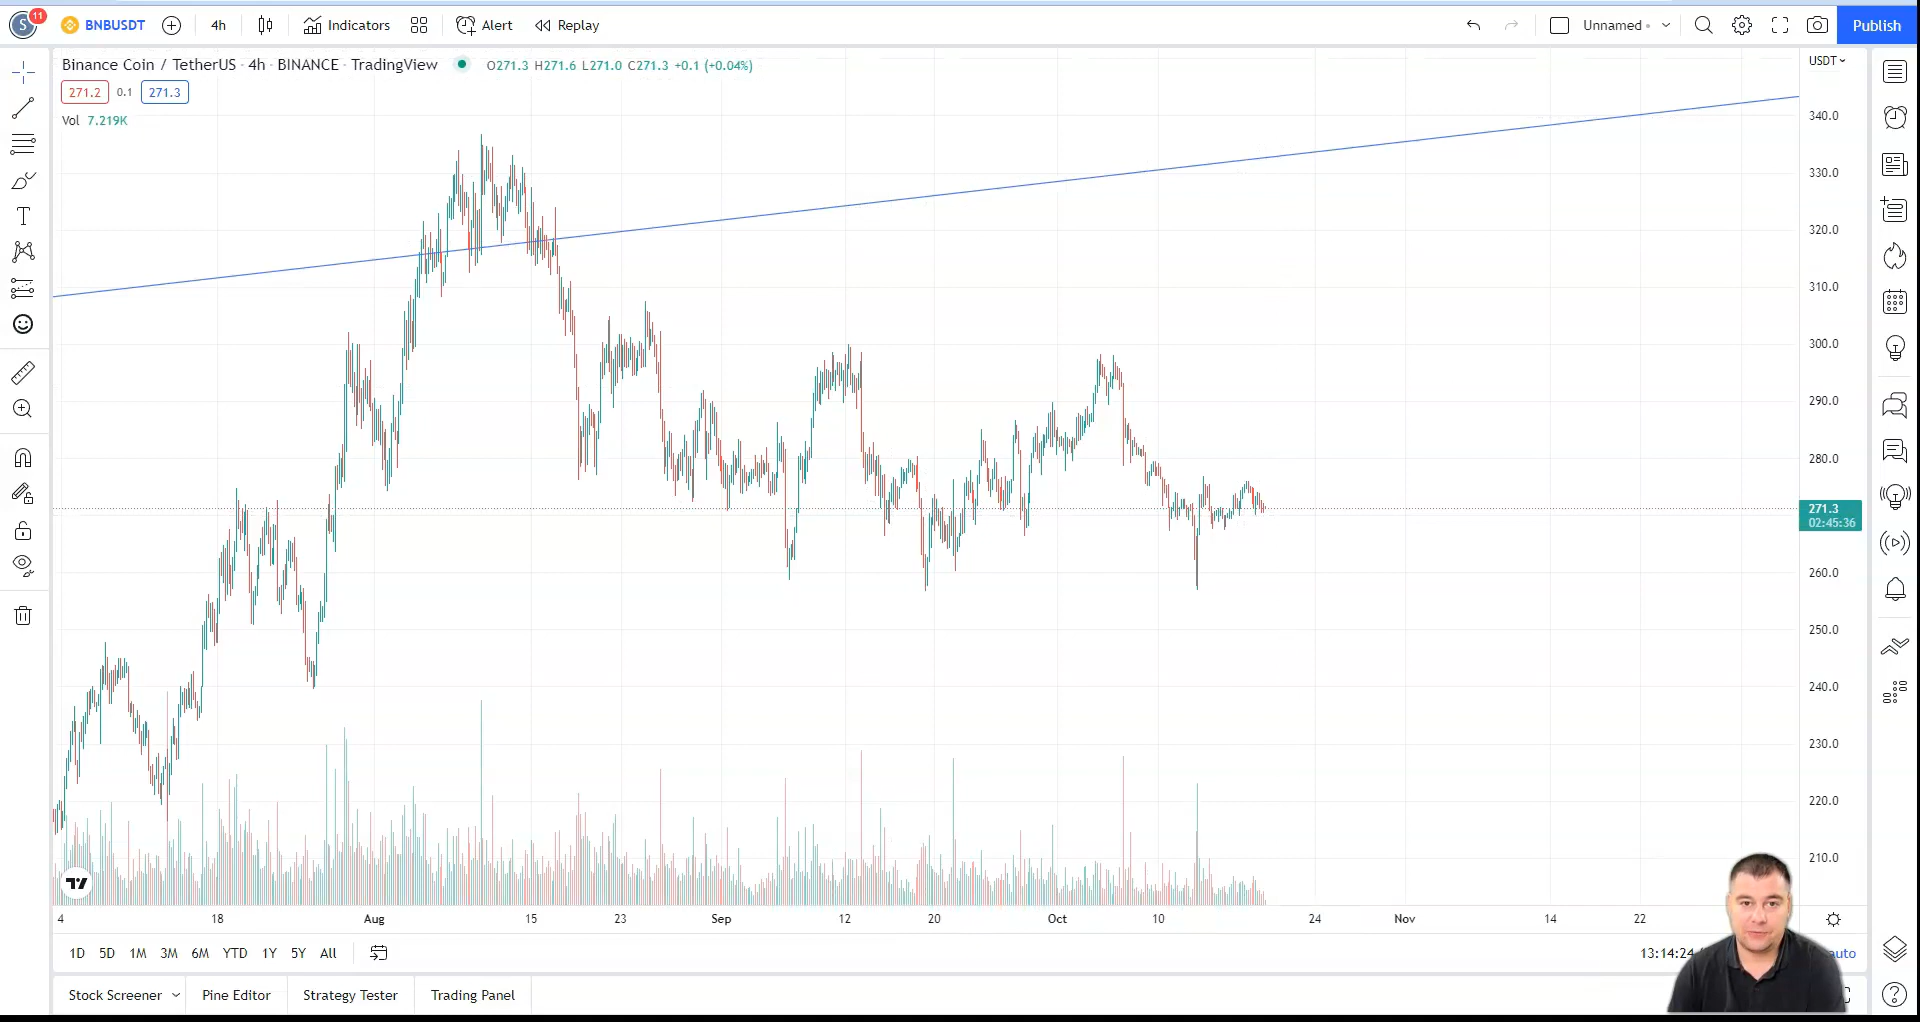 S 11 BNBUSDT 4h Indicators Alert Replay Unnamed Publish
Binance Coin / TetherUS · 4h · BINANCE · TradingView O271.3 H271.6 L271.0 C271.3 +0.1 (+0.04%) USDT
271.2 0.1 271.3
Vol 7.219K
340.0
330.0
320.0
310.0
300.0
290.0
280.0
271.3
02:45:36
260.0
250.0
240.0
230.0
220.0
210.0
4 18 Aug 15 23 Sep 12 20 Oct 10 24 Nov 14 22
1D 5D 1M 3M 6M YTD 1Y 5Y All 13:14:24 auto
Stock Screener Pine Editor Strategy Tester Trading Panel